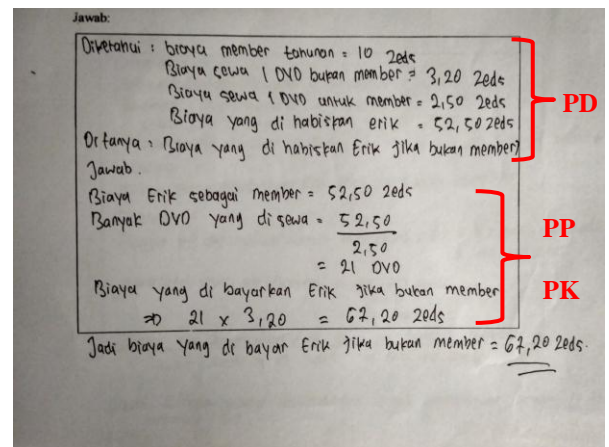 Jawab:
Diketahui : biaya member tahunan = 10 Zeds
Biaya sewa 1 DVD bukan member = 3,20 Zeds
Biaya sewa 1 DVD untuk member = 2,50 Zeds
Biaya yang di habiskan erik = 52,50 Zeds
PD
Ditanya : Biaya yang di habiskan Erik jika bukan member?
Jawab.
Biaya Erik sebagai member = 52,50 Zeds
Banyak DVD yang di sewa = 52,50
2,50
= 21 DVD
PP
Biaya yang di bayarkan Erik jika bukan member
PK
⇒ 21 x 3,20 = 67,20 Zeds
Jadi biaya yang di bayar Erik jika bukan member = 67,20 Zeds.